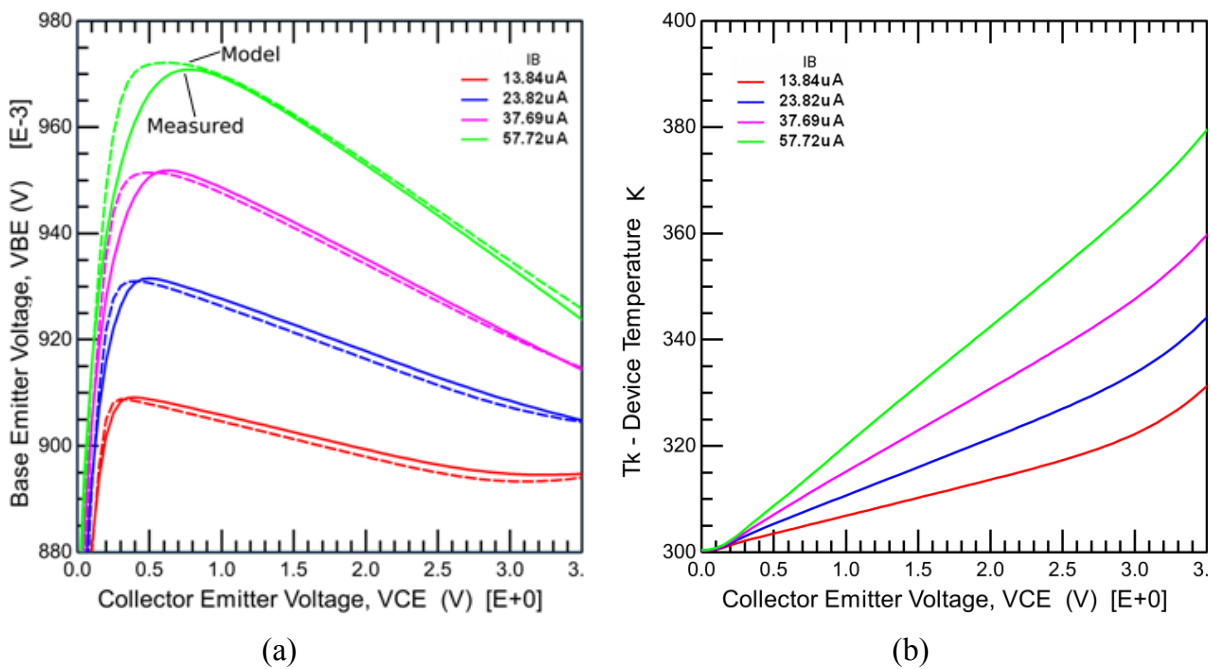 980
960
940
920
900
880
Base Emitter Voltage, VBE (V) [E-3]
Model
Measured
IB
13.84uA
23.82uA
37.69uA
57.72uA
0.0 0.5 1.0 1.5 2.0 2.5 3.0 3.
Collector Emitter Voltage, VCE (V) [E+0]
(a)
400
380
360
340
320
300
Tk - Device Temperature K
IB
13.84uA
23.82uA
37.69uA
57.72uA
0.0 0.5 1.0 1.5 2.0 2.5 3.0 3.
Collector Emitter Voltage, VCE (V) [E+0]
(b)